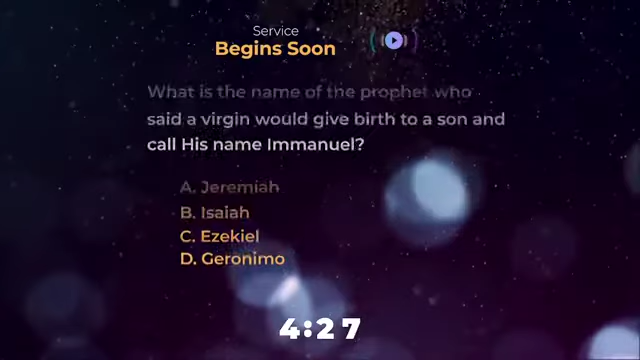 Service
Begins Soon
What is the name of the prophet who
said a virgin would give birth to a son and
call His name Immanuel?
A. Jeremiah
B. Isaiah
C. Ezekiel
D. Geronimo
4:27